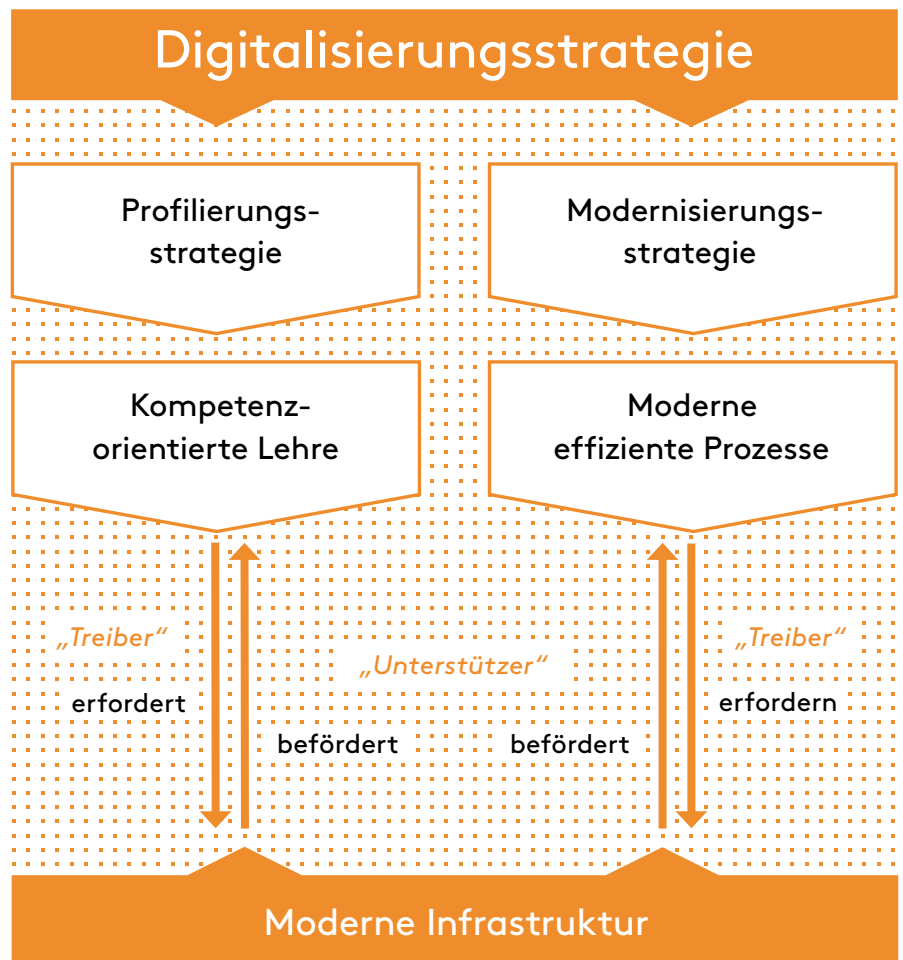 Digitalisierungsstrategie
Profilierungs-
strategie
Modernisierungs-
strategie
Kompetenz-
orientierte Lehre
Moderne
effiziente Prozesse
„Treiber“
erfordert
„Unterstützer“
befördert
befördert
„Treiber“
erfordern
Moderne Infrastruktur